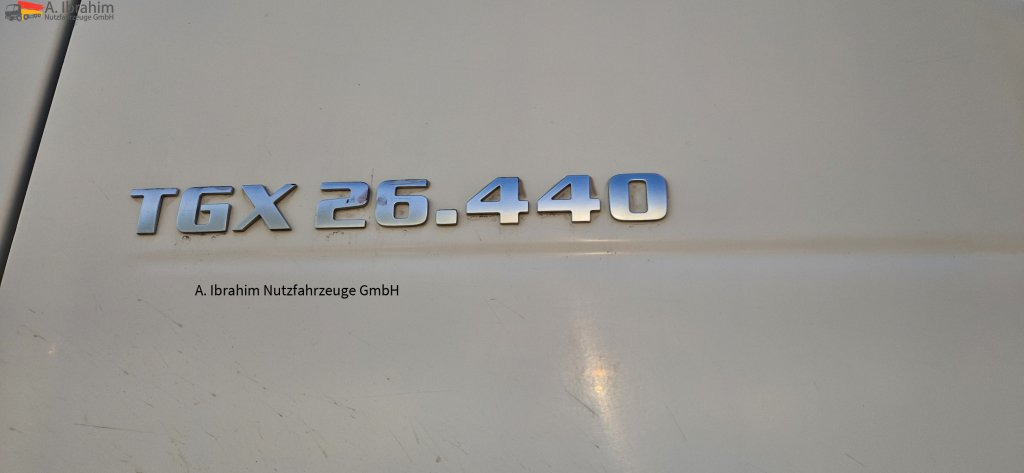 A. Ibrahim
Nutzfahrzeuge GmbH
TGX 26.440
A. Ibrahim Nutzfahrzeuge GmbH